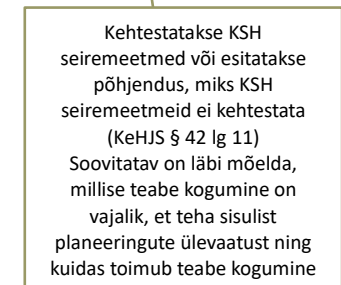 Kehtestatakse KSH
seiremeetmed või esitatakse
põhjendus, miks KSH
seiremeetmeid ei kehtestata
(KeHJS § 42 lg 11)
Soovitatav on läbi mõelda,
millise teabe kogumine on
vajalik, et teha sisulist
planeeringute ülevaatust ning
kuidas toimub teabe kogumine